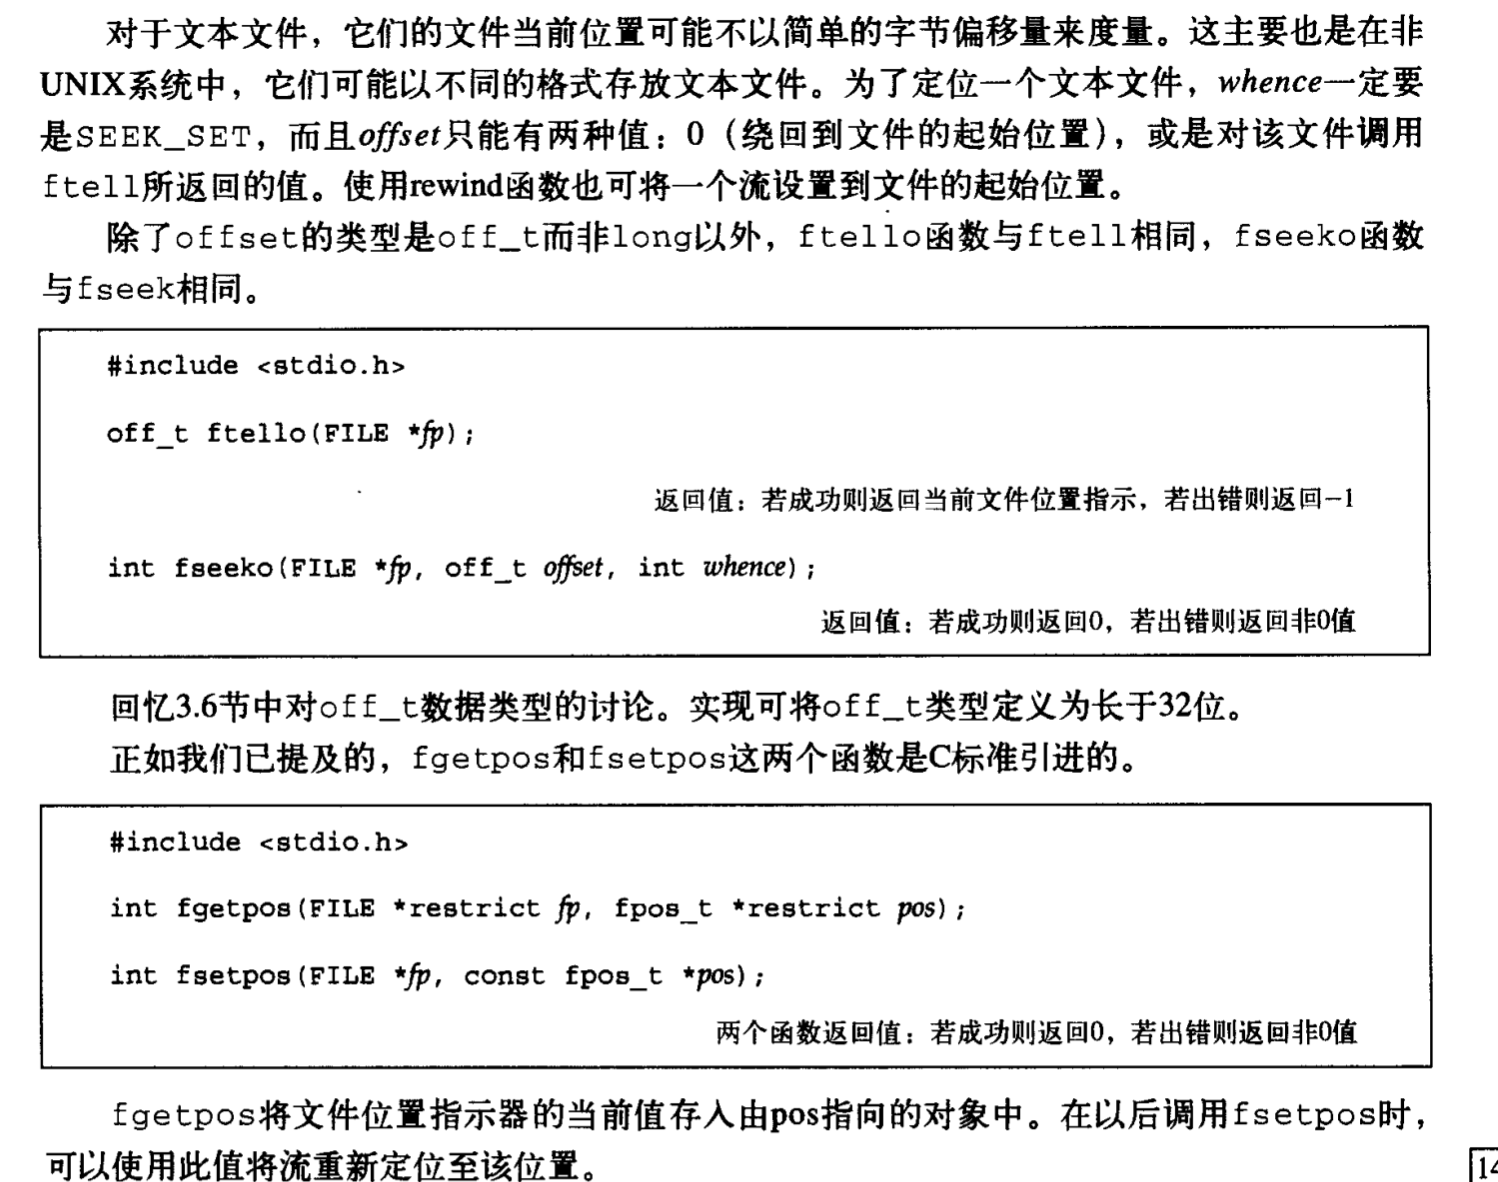 对于文本文件，它们的文件当前位置可能不以简单的字节偏移量来度量。这主要也是在非
UNIX系统中，它们可能以不同的格式存放文本文件。为了定位一个文本文件，whence一定要
是SEEK_SET，而且offset只能有两种值：0（绕回到文件的起始位置），或是对该文件调用
ftell所返回的值。使用rewind函数也可将一个流设置到文件的起始位置。
除了offset的类型是off_t而非long以外，ftello函数与ftell相同，fseeko函数
与fseek相同。
#include <stdio.h>
off_t ftello(FILE *fp);
返回值：若成功则返回当前文件位置指示，若出错则返回-1
int fseeko(FILE *fp, off_t offset, int whence);
返回值：若成功则返回0，若出错则返回非0值
回忆3.6节中对off_t数据类型的讨论。实现可将off_t类型定义为长于32位。
正如我们已提及的，fgetpos和fsetpos这两个函数是C标准引进的。
#include <stdio.h>
int fgetpos(FILE *restrict fp, fpos_t *restrict pos);
int fsetpos(FILE *fp, const fpos_t *pos);
两个函数返回值：若成功则返回0，若出错则返回非0值
fgetpos将文件位置指示器的当前值存入由pos指向的对象中。在以后调用fsetpos时，
可以使用此值将流重新定位至该位置。